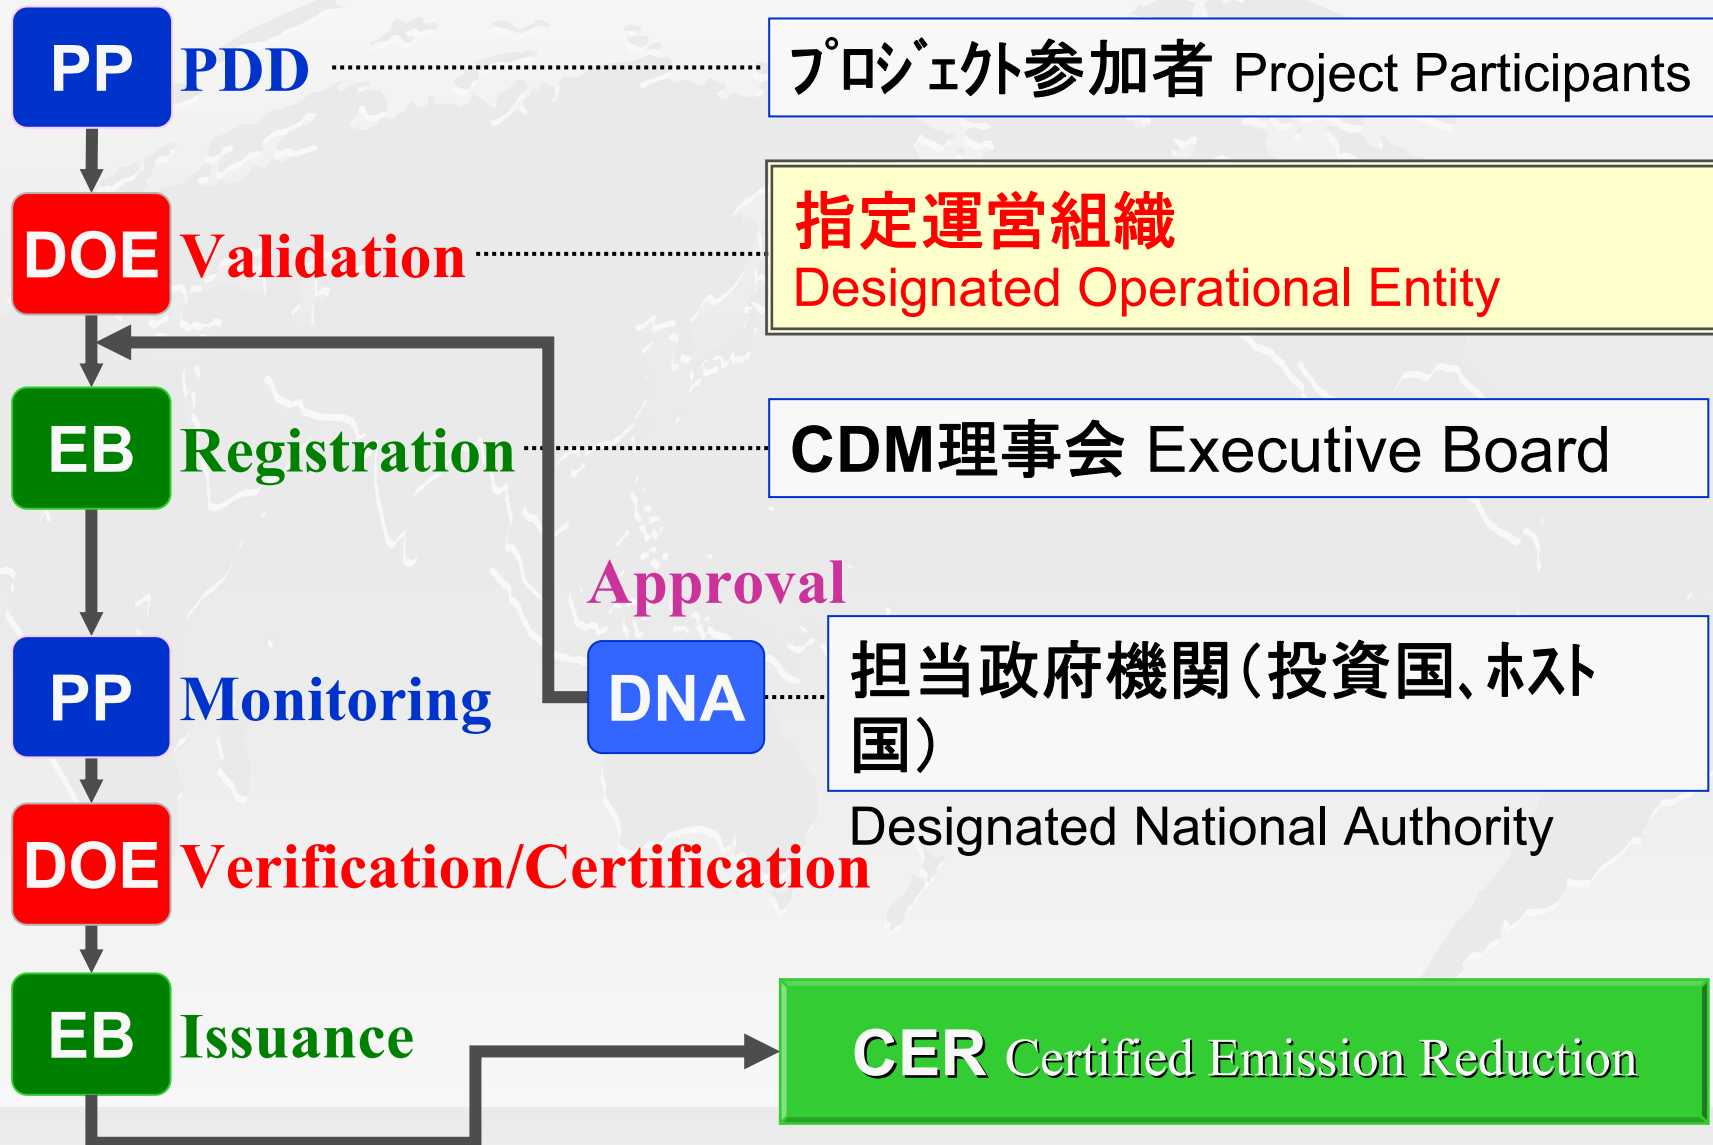 PP PDD
プロジェクト参加者 Project Participants
DOE Validation
指定運営組織
Designated Operational Entity
EB Registration
CDM理事会 Executive Board
Approval
PP Monitoring
DNA
担当政府機関(投資国、ホスト
国)
Designated National Authority
DOE Verification/Certification
EB Issuance
CER Certified Emission Reduction